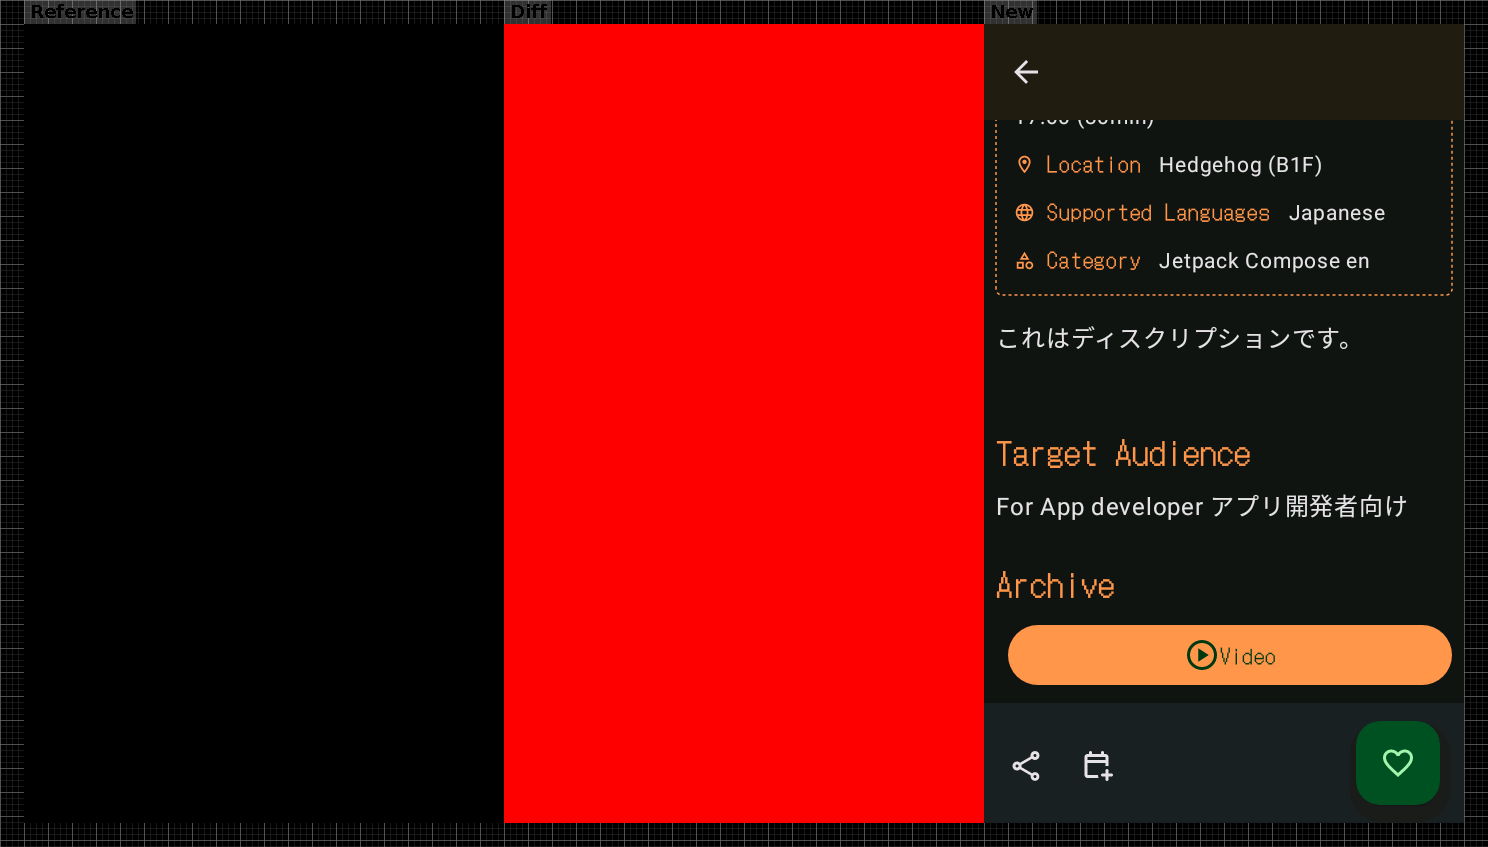 Reference
Diff
New
Location Hedgehog (B1F)
Supported Languages Japanese
Category Jetpack Compose en
これはディスクリプションです。
Target Audience
For App developer アプリ開発者向け
Archive
Video